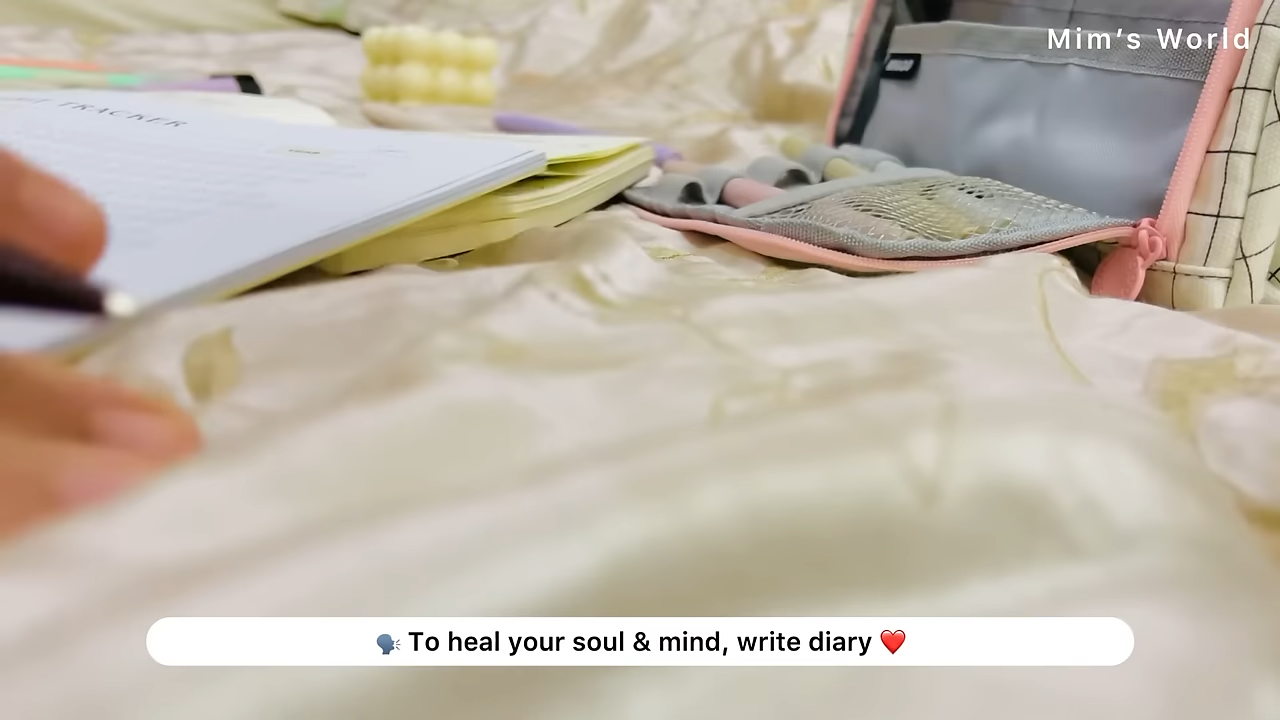 Mim's World
TRACKER
🗣️ To heal your soul & mind, write diary ❤️